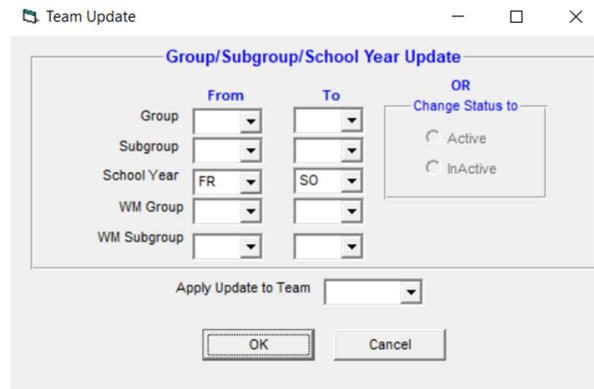 Team Update
Group/Subgroup/School Year Update
From To OR
Change Status to
Group
Active
Subgroup
InActive
School Year FR SO
WM Group
WM Subgroup
Apply Update to Team
OK Cancel